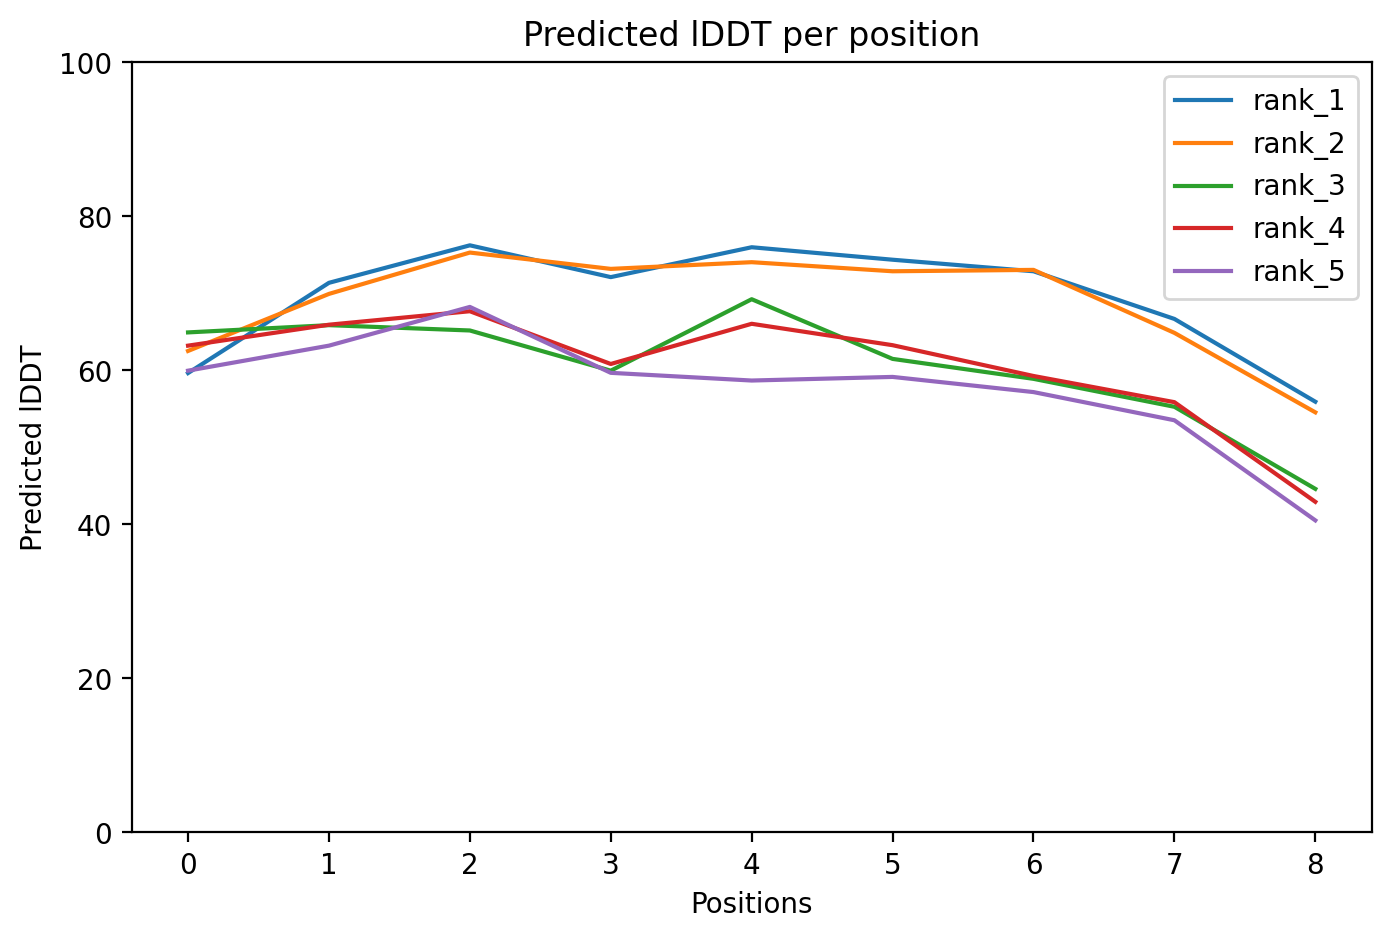 Predicted lDDT per position
100
80
60
40
20
0
Predicted lDDT
rank_1
rank_2
rank_3
rank_4
rank_5
0 1 2 3 4 5 6 7 8
Positions